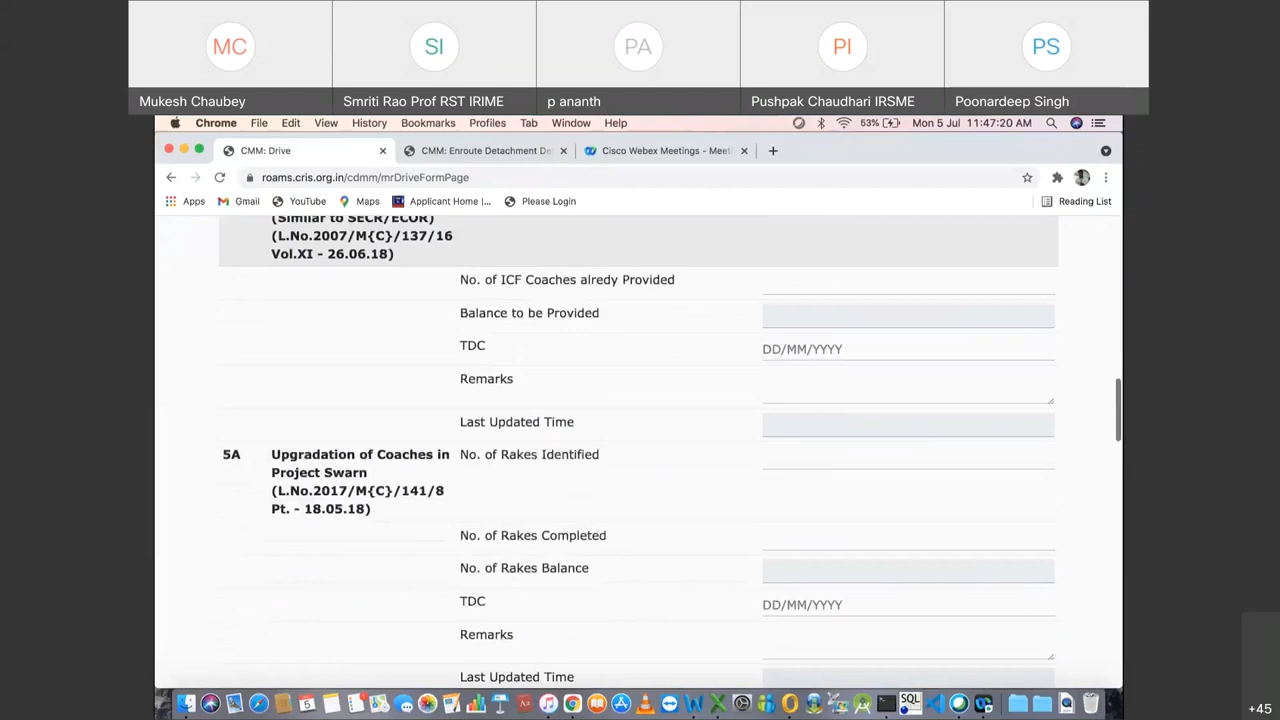 MC
SI
PA
PI
PS
Mukesh Chaubey
Smriti Rao Prof RST IRIME
p ananth
Pushpak Chaudhari IRSME
Poonardeep Singh
Chrome File Edit View History Bookmarks Profiles Tab Window Help 53% Mon 5 Jul 11:47:20 AM
CMM: Drive
CMM: Enroute Detachment De
Cisco Webex Meetings - Meeti
roams.cris.org.in/cdmm/mrDriveFormPage
Apps Gmail YouTube Maps Applicant Home |... Please Login Reading List
(Similar to SECR/ECOR)
(L.No.2007/M{C}/137/16
Vol.XI - 26.06.18)
No. of ICF Coaches alredy Provided
Balance to be Provided
TDC DD/MM/YYYY
Remarks
Last Updated Time
5A Upgradation of Coaches in No. of Rakes Identified
Project Swarn
(L.No.2017/M{C}/141/8
Pt. - 18.05.18)
No. of Rakes Completed
No. of Rakes Balance
TDC DD/MM/YYYY
Remarks
Last Updated Time
SQL
+45